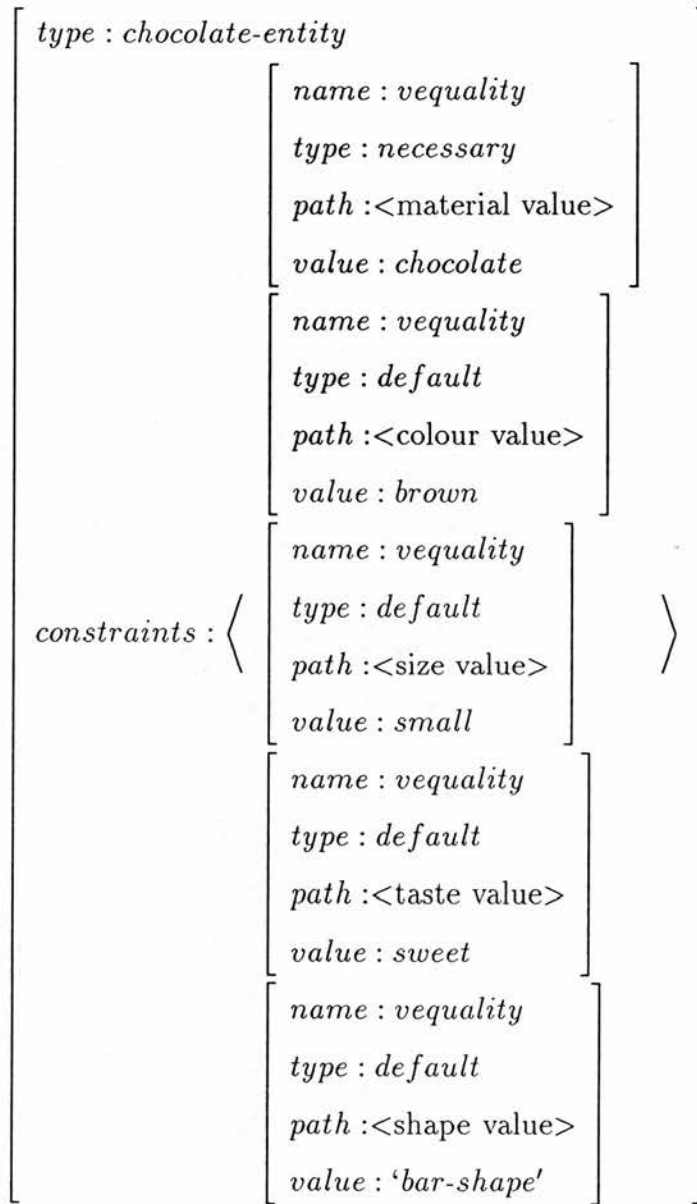 type : chocolate-entity
name : vequality
type : necessary
path :<material value>
value : chocolate
name : vequality
type : default
path :<colour value>
value : brown
name : vequality
type : default
constraints : ⟨ ⟩
path :<size value>
value : small
name : vequality
type : default
path :<taste value>
value : sweet
name : vequality
type : default
path :<shape value>
value : ‘bar-shape′